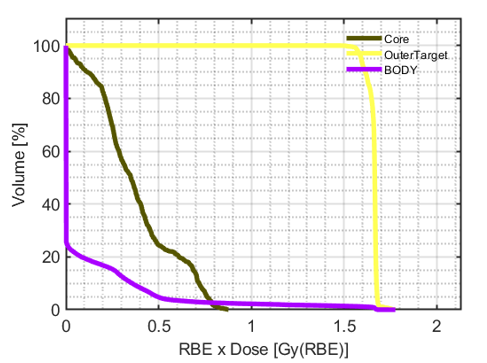 Core
OuterTarget
BODY
100
80
60
40
20
0
Volume [%]
0 0.5 1 1.5 2
RBE x Dose [Gy(RBE)]